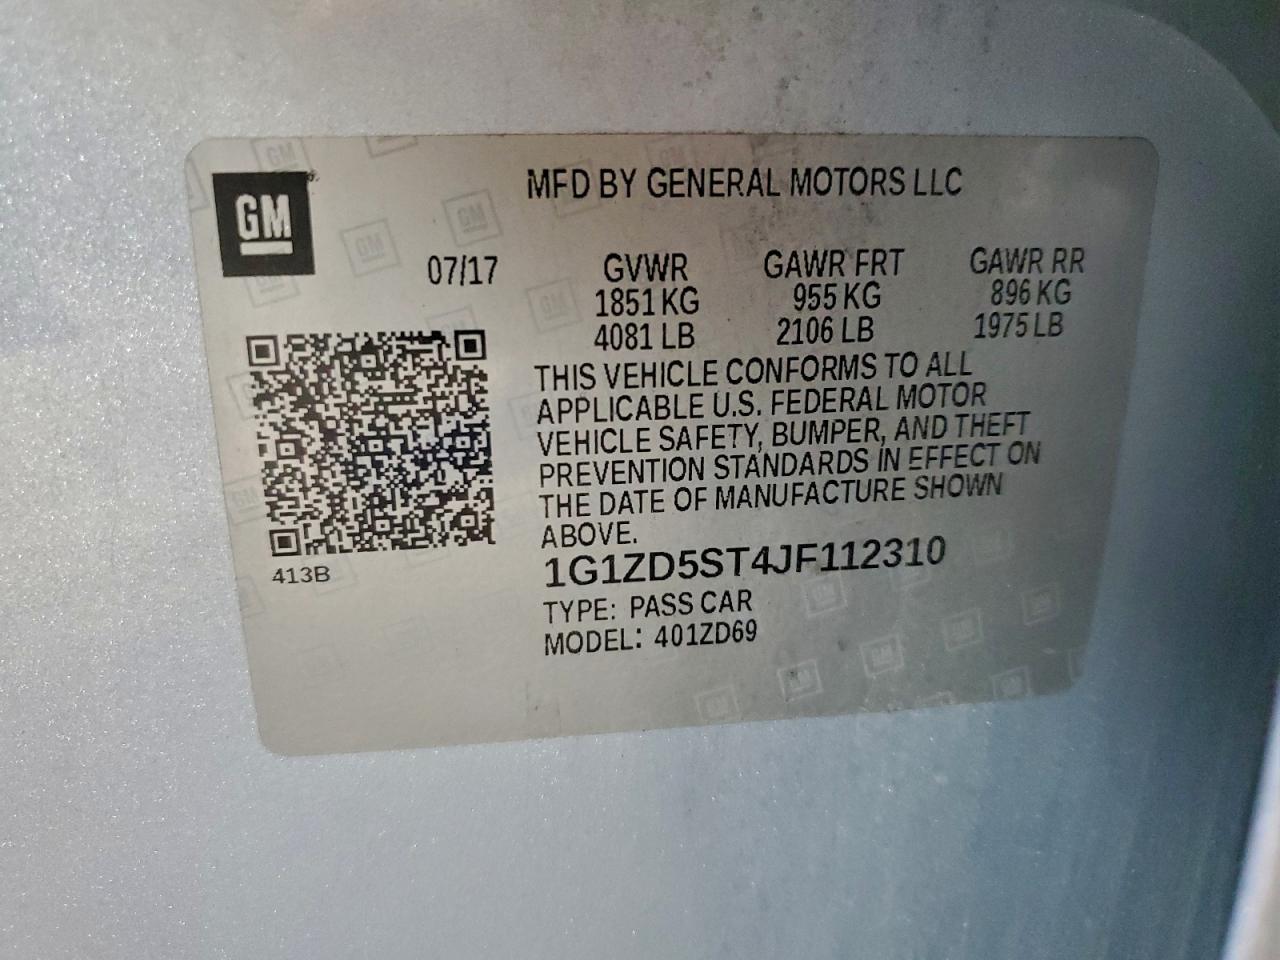 GM
MFD BY GENERAL MOTORS LLC
07/17
GVWR GAWR FRT GAWR RR
1851 KG 955 KG 896 KG
4081 LB 2106 LB 1975 LB
THIS VEHICLE CONFORMS TO ALL
APPLICABLE U.S. FEDERAL MOTOR
VEHICLE SAFETY, BUMPER, AND THEFT
PREVENTION STANDARDS IN EFFECT ON
THE DATE OF MANUFACTURE SHOWN
ABOVE.
413B
1G1ZD5ST4JF112310
TYPE: PASS CAR
MODEL: 401ZD69